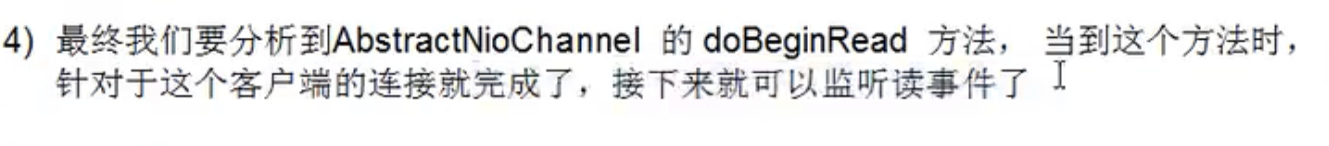 4) 最终我们要分析到AbstractNioChannel 的 doBeginRead 方法， 当到这个方法时，
针对于这个客户端的连接就完成了，接下来就可以监听读事件了